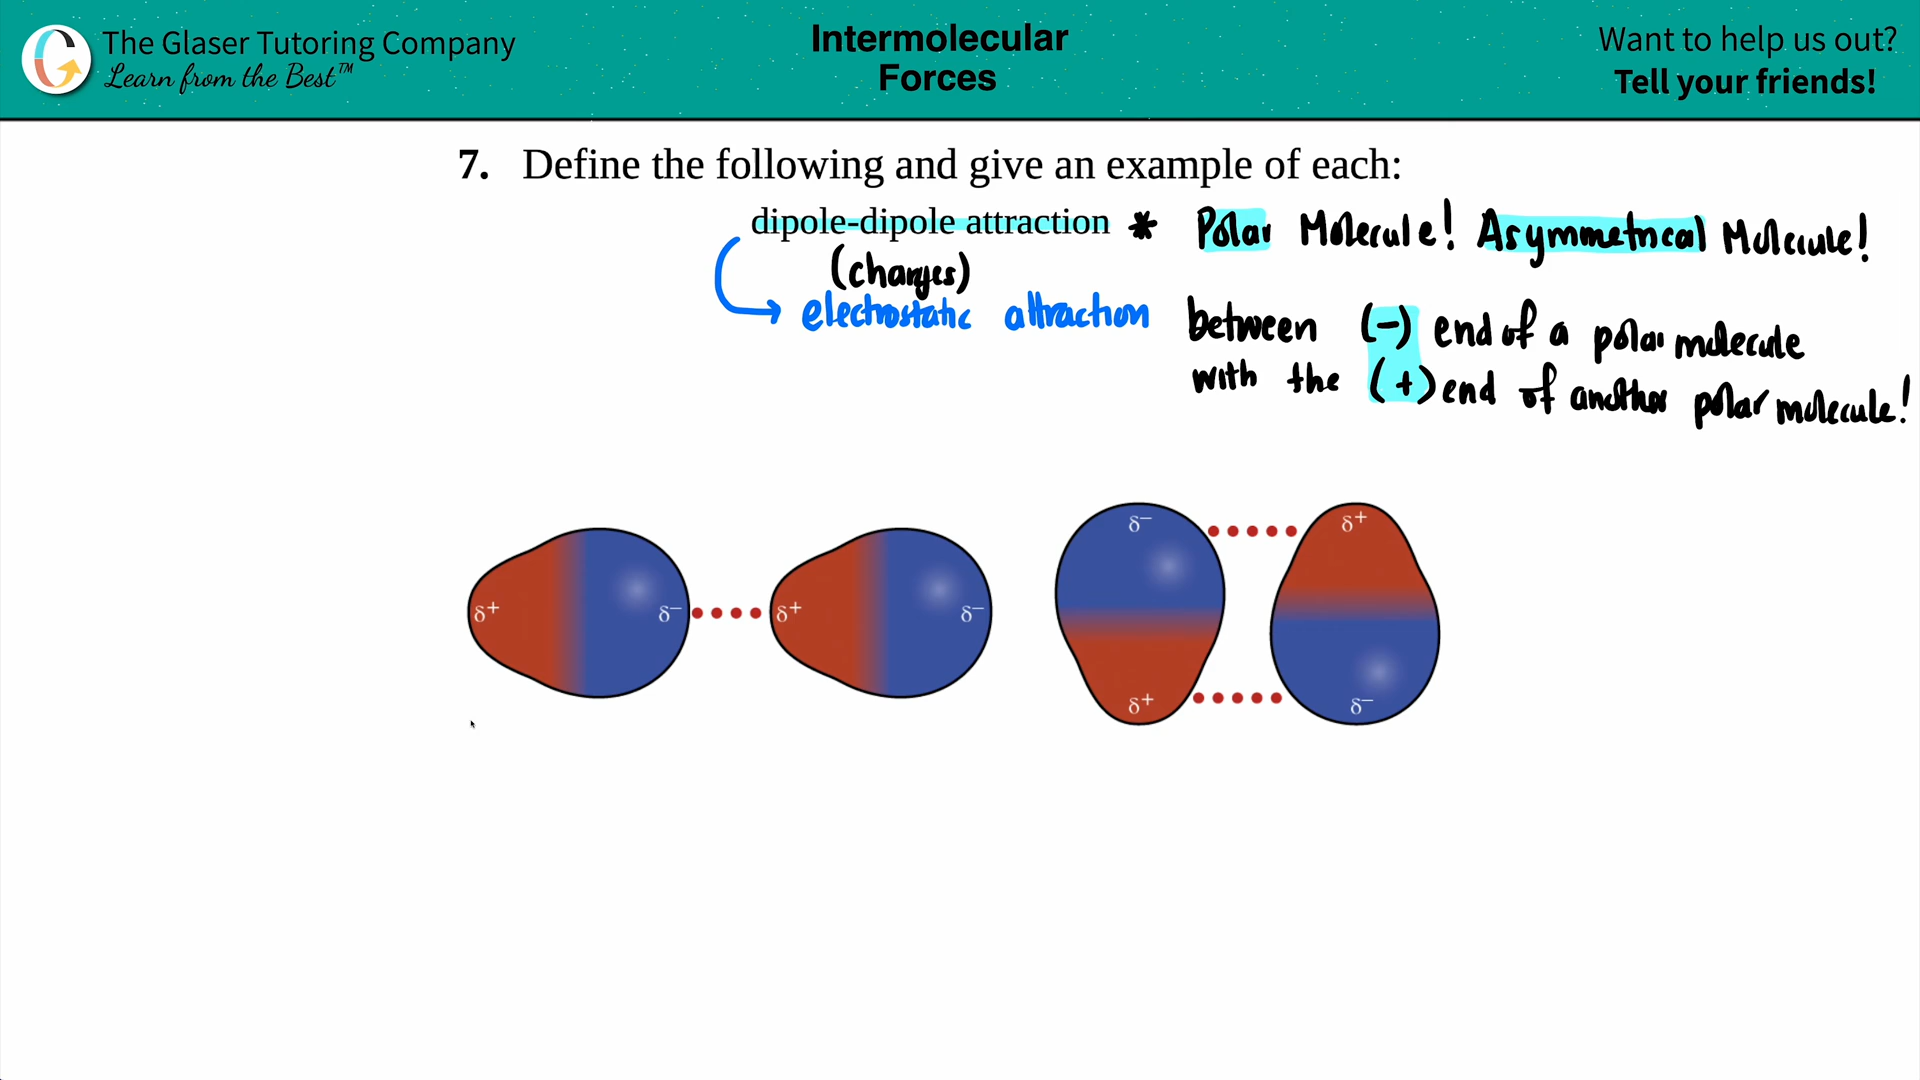 The Glaser Tutoring Company
Learn from the Best™
Intermolecular
Forces
Want to help us out?
Tell your friends!
7. Define the following and give an example of each:
dipole-dipole attraction * Polar Molecule! Asymmetrical Molecule!
(charges)
electrostatic attraction between (-) end of a polar molecule
with the (+) end of another polar molecule!
δ⁻ δ⁺
δ⁺ δ⁻ δ⁺ δ⁻
δ⁺ δ⁻